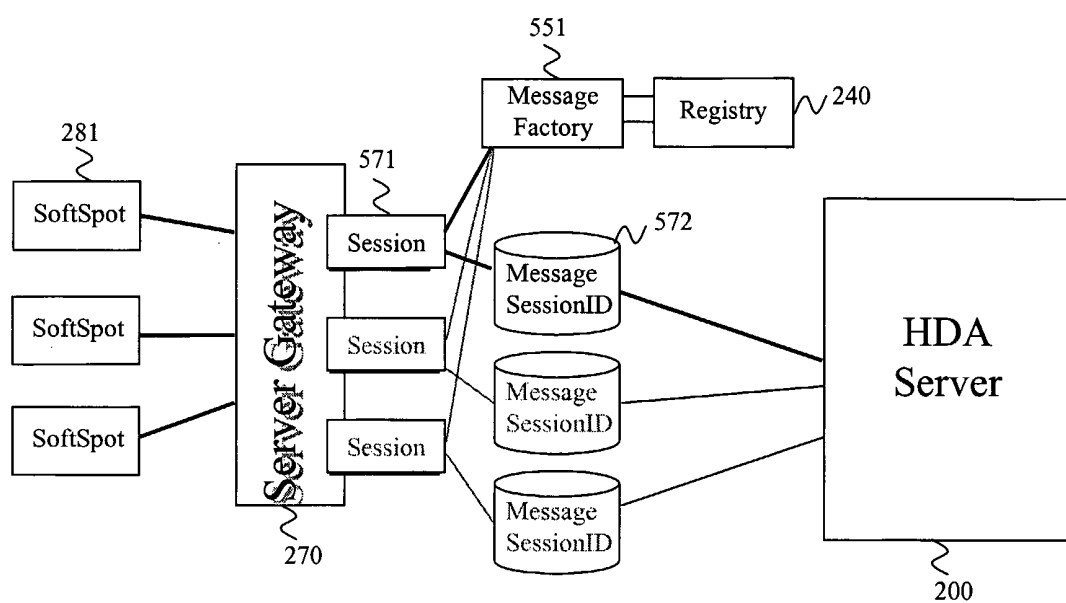 551
Message
Factory
Registry
240
281
SoftSpot
571
Session
572
Message
SessionID
SoftSpot
Server Gateway
Session
Message
SessionID
SoftSpot
Session
Message
SessionID
HDA
Server
270
200